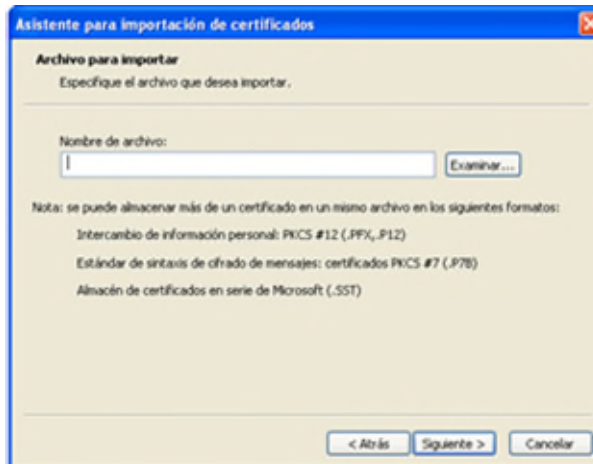 Asistente para importación de certificados
Archivo para importar
Especifique el archivo que desea importar.
Nombre de archivo:
Examinar...
Nota: se puede almacenar más de un certificado en un mismo archivo en los siguientes formatos:
Intercambio de información personal: PKCS #12 (.PFX,.P12)
Estándar de sintaxis de cifrado de mensajes: certificados PKCS #7 (.P7B)
Almacén de certificados en serie de Microsoft (.SST)
< Atrás Siguiente > Cancelar